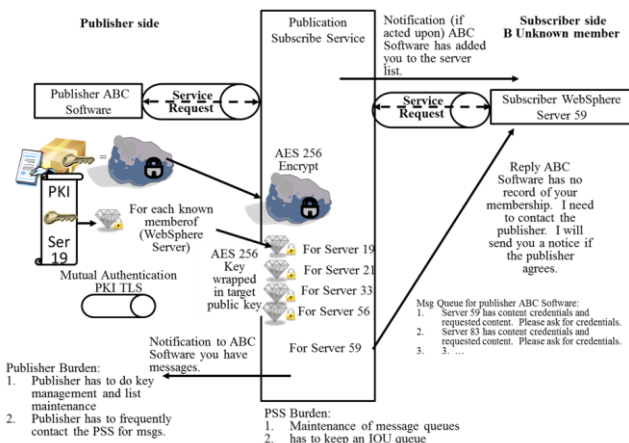 Publisher side
Publication
Subscribe Service
Notification (if
acted upon) ABC
Software has added
you to the server
list.
Subscriber side
B Unknown member
Publisher ABC
Software
Service
Request
Service
Request
Subscriber WebSphere
Server 59
=
PKI
Ser
19
For each known
memberof
(WebSphere
Server)
AES 256
Encrypt
AES 256
Key
wrapped
in target
public key
For Server 19
For Server 21
For Server 33
For Server 56
For Server 59
Reply ABC
Software has no
record of your
membership. I need
to contact the
publisher. I will
send you a notice if
the publisher
agrees.
Mutual Authentication
PKI TLS
Msg Queue for publisher ABC Software:
1. Server 59 has content credentials and
requested content. Please ask for credentials.
2. Server 83 has content credentials and
requested content. Please ask for credentials.
3. 3. …
Notification to ABC
Software you have
messages.
Publisher Burden:
1. Publisher has to do key
management and list
maintenance
2. Publisher has to frequently
contact the PSS for msgs.
PSS Burden:
1. Maintenance of message queues
2. has to keep an IOU queue